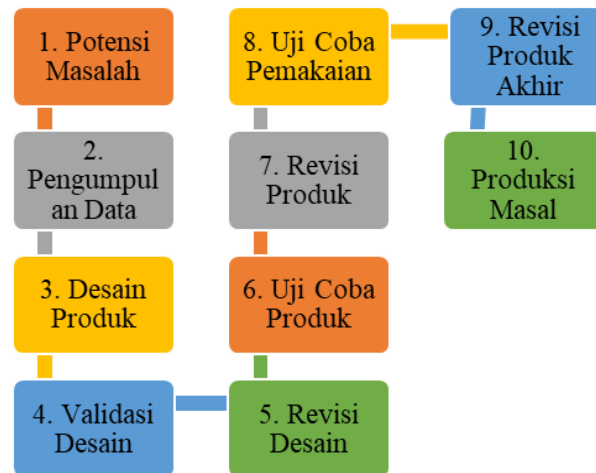 1. Potensi
Masalah
2.
Pengumpul
an Data
3. Desain
Produk
4. Validasi
Desain
5. Revisi
Desain
6. Uji Coba
Produk
7. Revisi
Produk
8. Uji Coba
Pemakaian
9. Revisi
Produk
Akhir
10.
Produksi
Masal